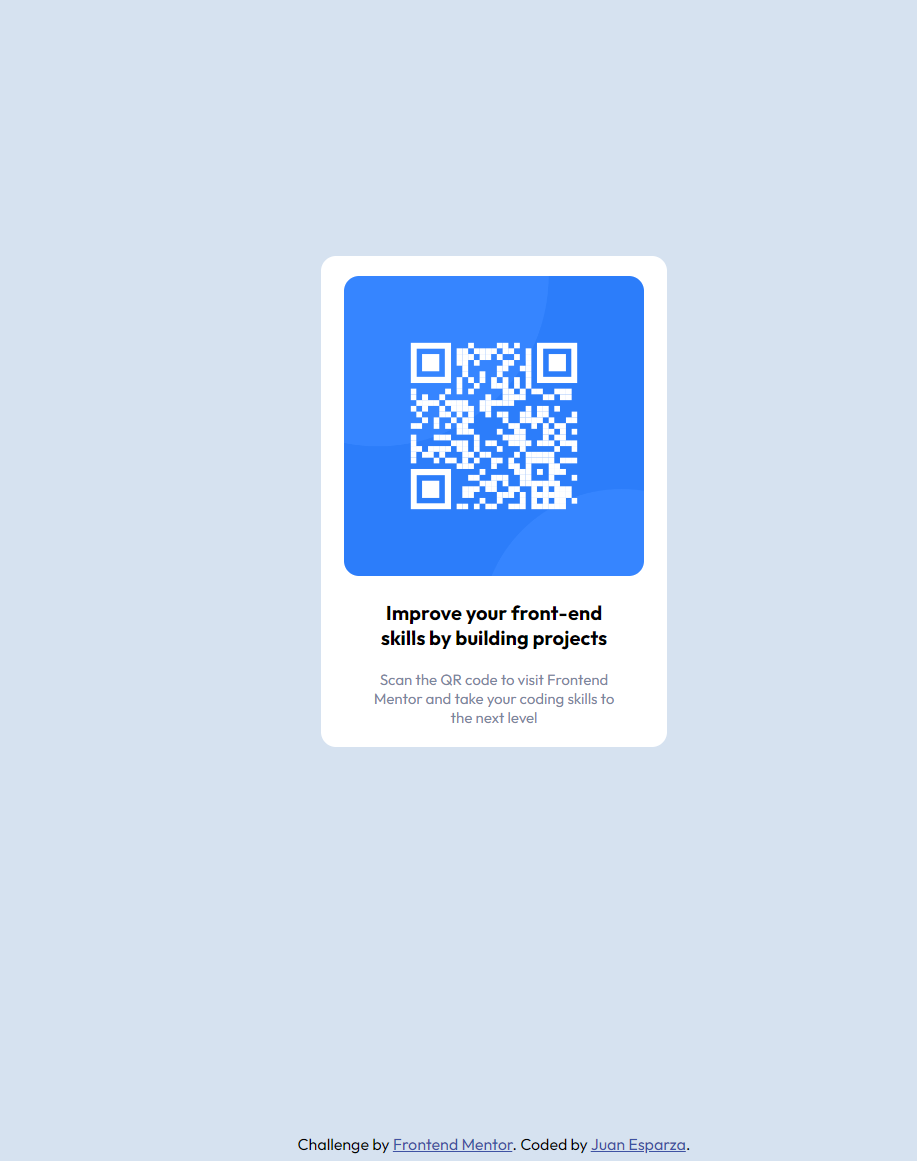 Improve your front-end
skills by building projects
Scan the QR code to visit Frontend
Mentor and take your coding skills to
the next level
Challenge by Frontend Mentor. Coded by Juan Esparza.